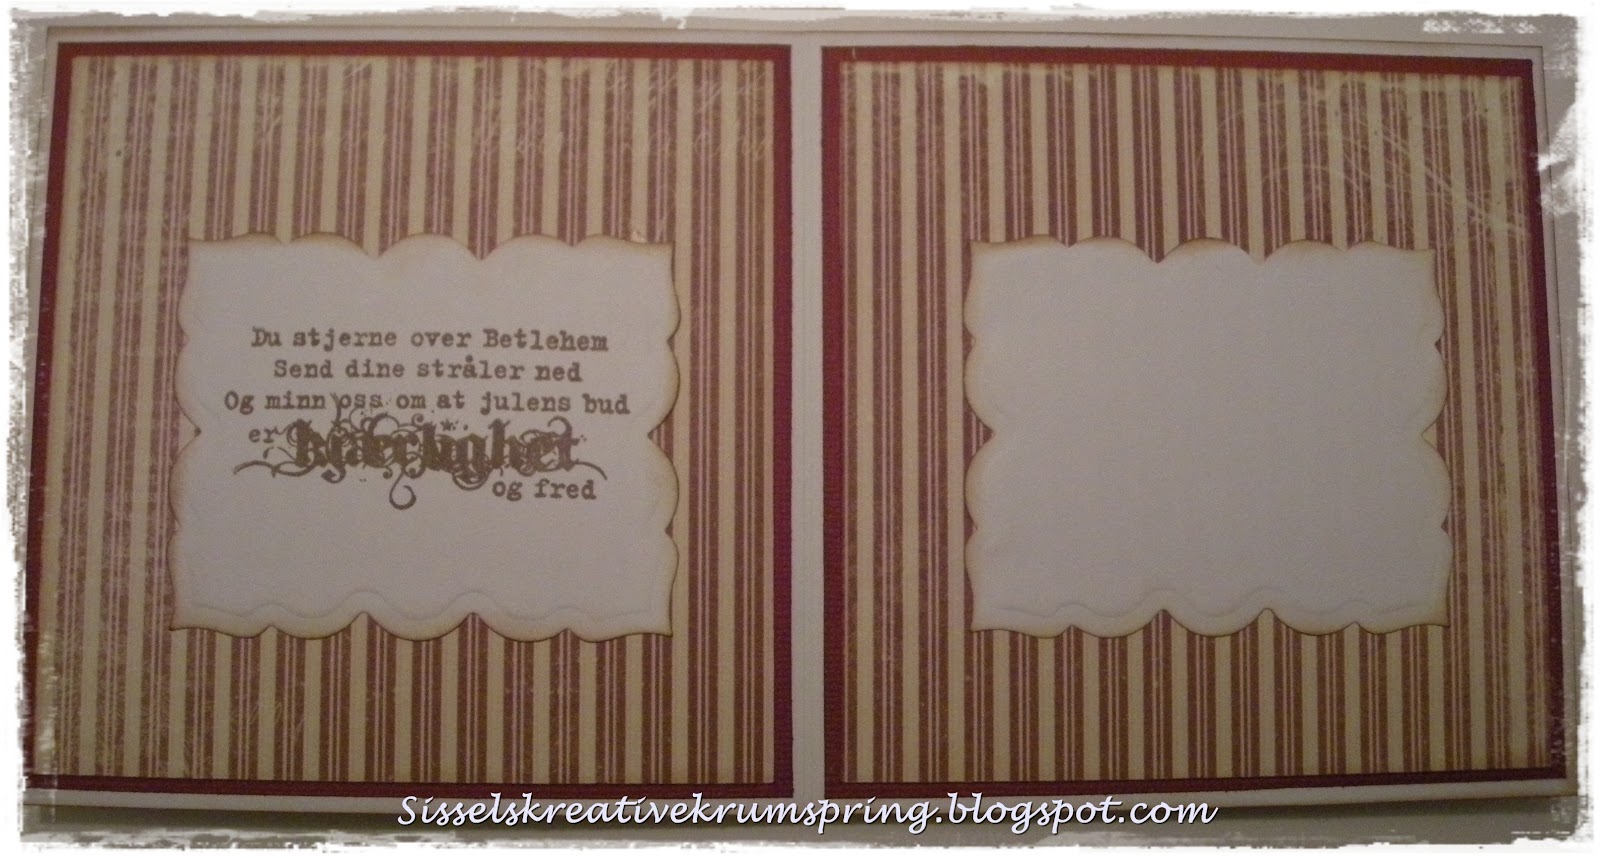 Du stjerne over Betlehem
Send dine stråler ned
Og minn oss om at julens bud
er kjærlighet
og fred
Sisselskreativekrumspring.blogspot.com